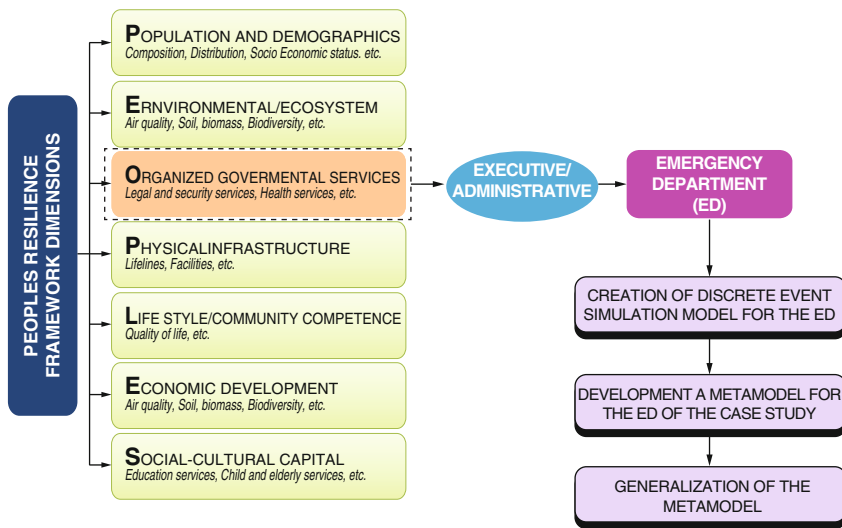 PEOPLES RESILIENCE
FRAMEWORK DIMENSIONS
POPULATION AND DEMOGRAPHICS
Composition, Distribution, Socio Economic status. etc.
ERNVIRONMENTAL/ECOSYSTEM
Air quality, Soil, biomass, Biodiversity, etc.
ORGANIZED GOVERMENTAL SERVICES
Legal and security services, Health services, etc.
PHYSICALINFRASTRUCTURE
Lifelines, Facilities, etc.
LIFE STYLE/COMMUNITY COMPETENCE
Quality of life, etc.
ECONOMIC DEVELOPMENT
Air quality, Soil, biomass, Biodiversity, etc.
SOCIAL-CULTURAL CAPITAL
Education services, Child and elderly services, etc.
EXECUTIVE/
ADMINISTRATIVE
EMERGENCY
DEPARTMENT
(ED)
CREATION OF DISCRETE EVENT
SIMULATION MODEL FOR THE ED
DEVELOPMENT A METAMODEL FOR
THE ED OF THE CASE STUDY
GENERALIZATION OF THE
METAMODEL